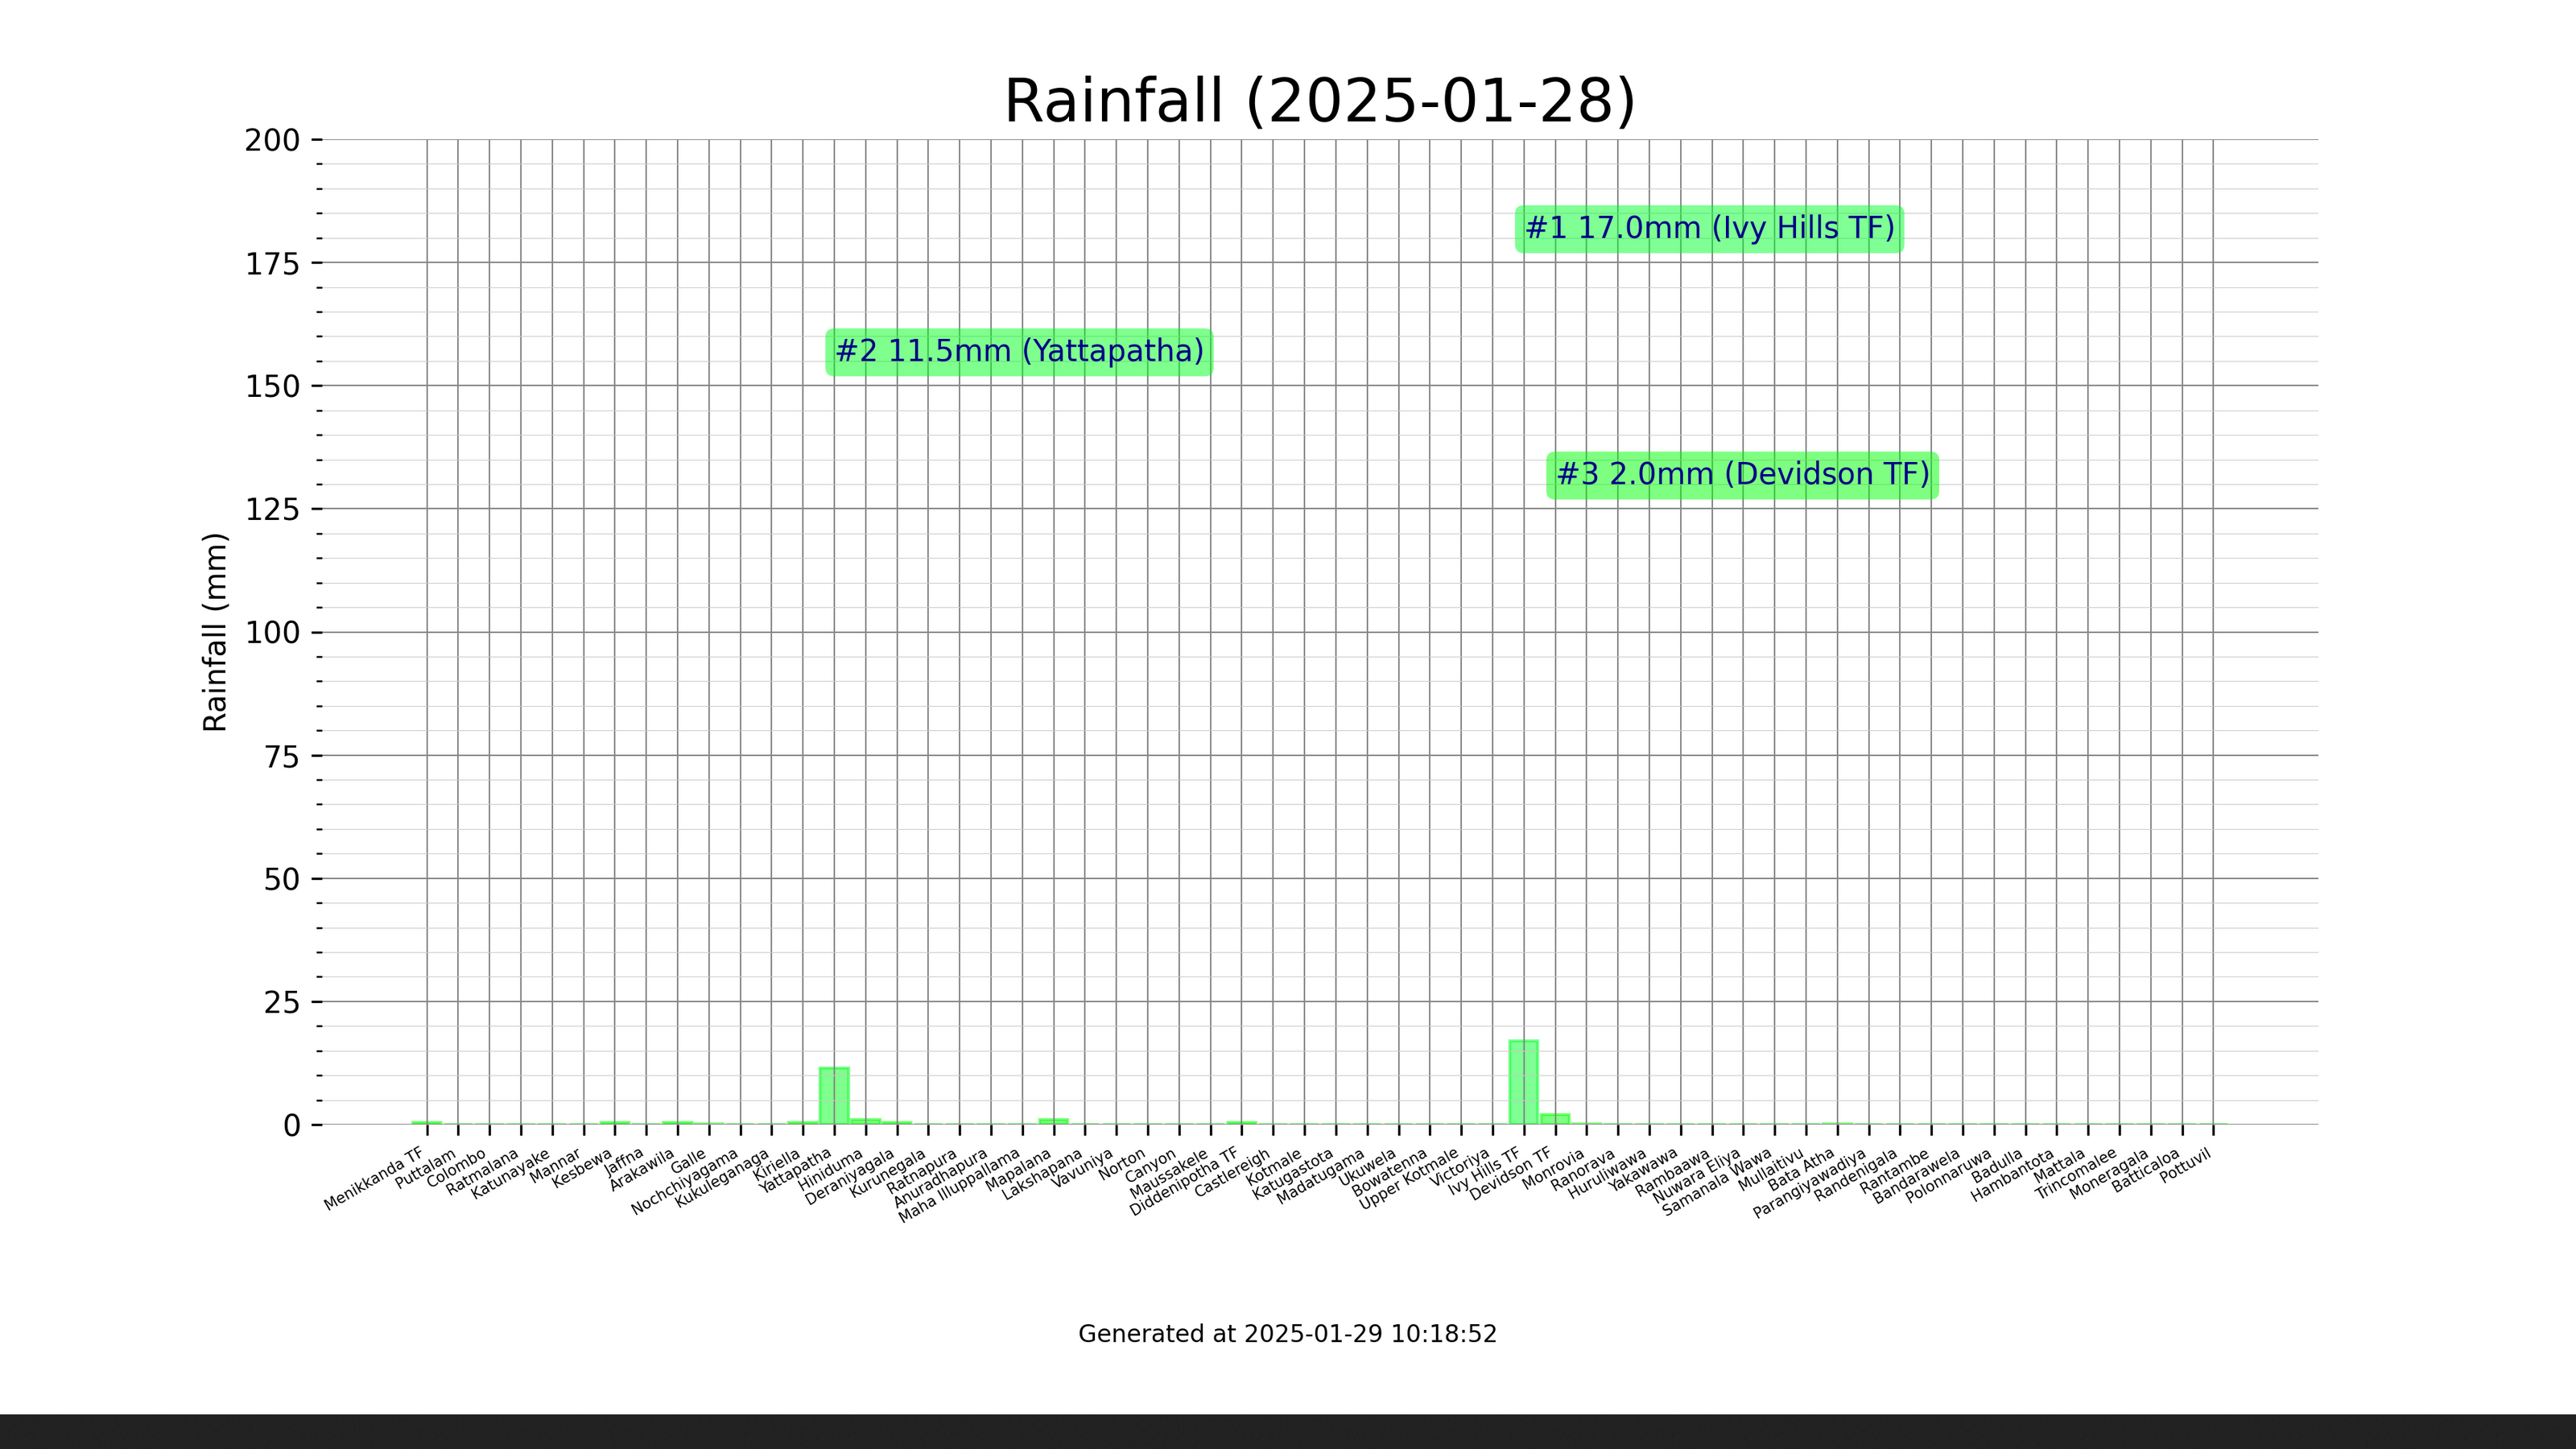 Rainfall (2025-01-28)
200
175
150
125
100
75
50
25
0
Rainfall (mm)
#1 17.0mm (Ivy Hills TF)
#2 11.5mm (Yattapatha)
#3 2.0mm (Devidson TF)
Menikkanda TF
Puttalam
Colombo
Ratmalana
Katunayake
Mannar
Kesbewa
Jaffna
Arakawila
Galle
Nochchiyagama
Kukuleganaga
Kiriella
Yattapatha
Hiniduma
Deraniyagala
Kurunegala
Ratnapura
Anuradhapura
Maha Illuppallama
Mapalana
Lakshapana
Vavuniya
Norton
Canyon
Maussakele
Diddenipotha TF
Castlereigh
Kotmale
Katugastota
Madatugama
Ukuwela
Bowatenna
Upper Kotmale
Victoriya
Ivy Hills TF
Devidson TF
Monrovia
Ranorava
Huruliwawa
Yakawawa
Rambaawa
Nuwara Eliya
Samanala Wawa
Mullaitivu
Bata Atha
Parangiyawadiya
Randenigala
Rantambe
Bandarawela
Polonnaruwa
Badulla
Hambantota
Mattala
Trincomalee
Moneragala
Batticaloa
Pottuvil
Generated at 2025-01-29 10:18:52